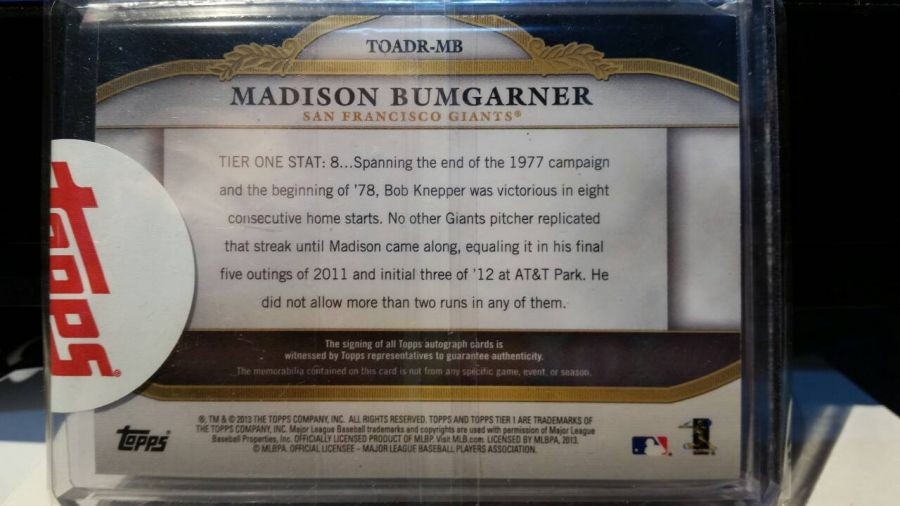 TOADR-MB
MADISON BUMGARNER
SAN FRANCISCO GIANTS®
TIER ONE STAT: 8...Spanning the end of the 1977 campaign
and the beginning of '78, Bob Knepper was victorious in eight
consecutive home starts. No other Giants pitcher replicated
that streak until Madison came along, equaling it in his final
five outings of 2011 and initial three of '12 at AT&T Park. He
did not allow more than two runs in any of them.
topps®
The signing of all Topps autograph cards is
witnessed by Topps representatives to guarantee authenticity.
The memorabilia contained on this card is not from any specific game, event, or season.
®, TM & © 2013 THE TOPPS COMPANY, INC. ALL RIGHTS RESERVED. TOPPS AND TOPPS TIER 1 ARE TRADEMARKS OF
THE TOPPS COMPANY, INC. Major League Baseball trademarks and copyrights are used with permission of Major League
Baseball Properties, Inc. OFFICIALLY LICENSED PRODUCT OF MLBP. Visit MLB.com. LICENSED BY MLBPA, 2013.
© MLBPA. OFFICIAL LICENSEE - MAJOR LEAGUE BASEBALL PLAYERS ASSOCIATION.
topps®